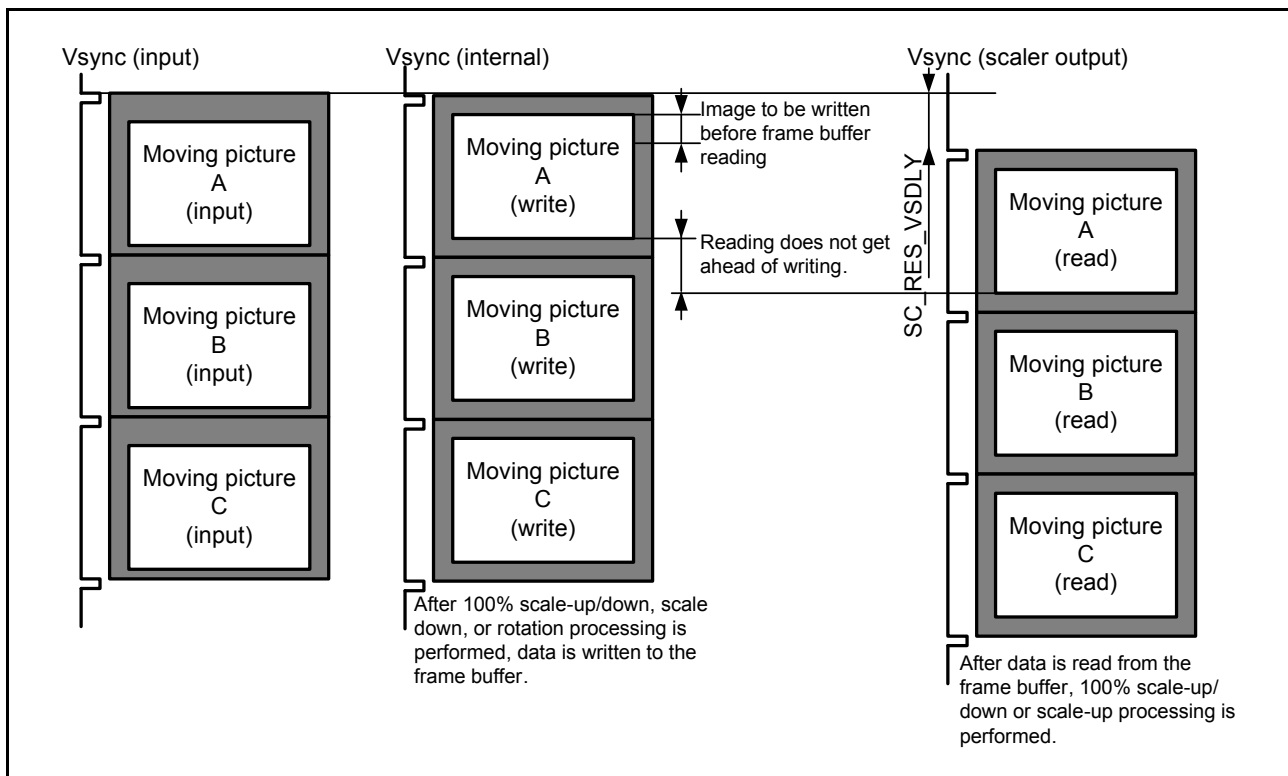 Vsync (input)
Moving picture
A
(input)
Moving picture
B
(input)
Moving picture
C
(input)
Vsync (internal)
Moving picture
A
(write)
Moving picture
B
(write)
Moving picture
C
(write)
After 100% scale-up/down, scale
down, or rotation processing is
performed, data is written to the
frame buffer.
Image to be written
before frame buffer
reading
Reading does not get
ahead of writing.
Vsync (scaler output)
SC_RES_VSDLY
Moving picture
A
(read)
Moving picture
B
(read)
Moving picture
C
(read)
After data is read from the
frame buffer, 100% scale-up/
down or scale-up processing is
performed.